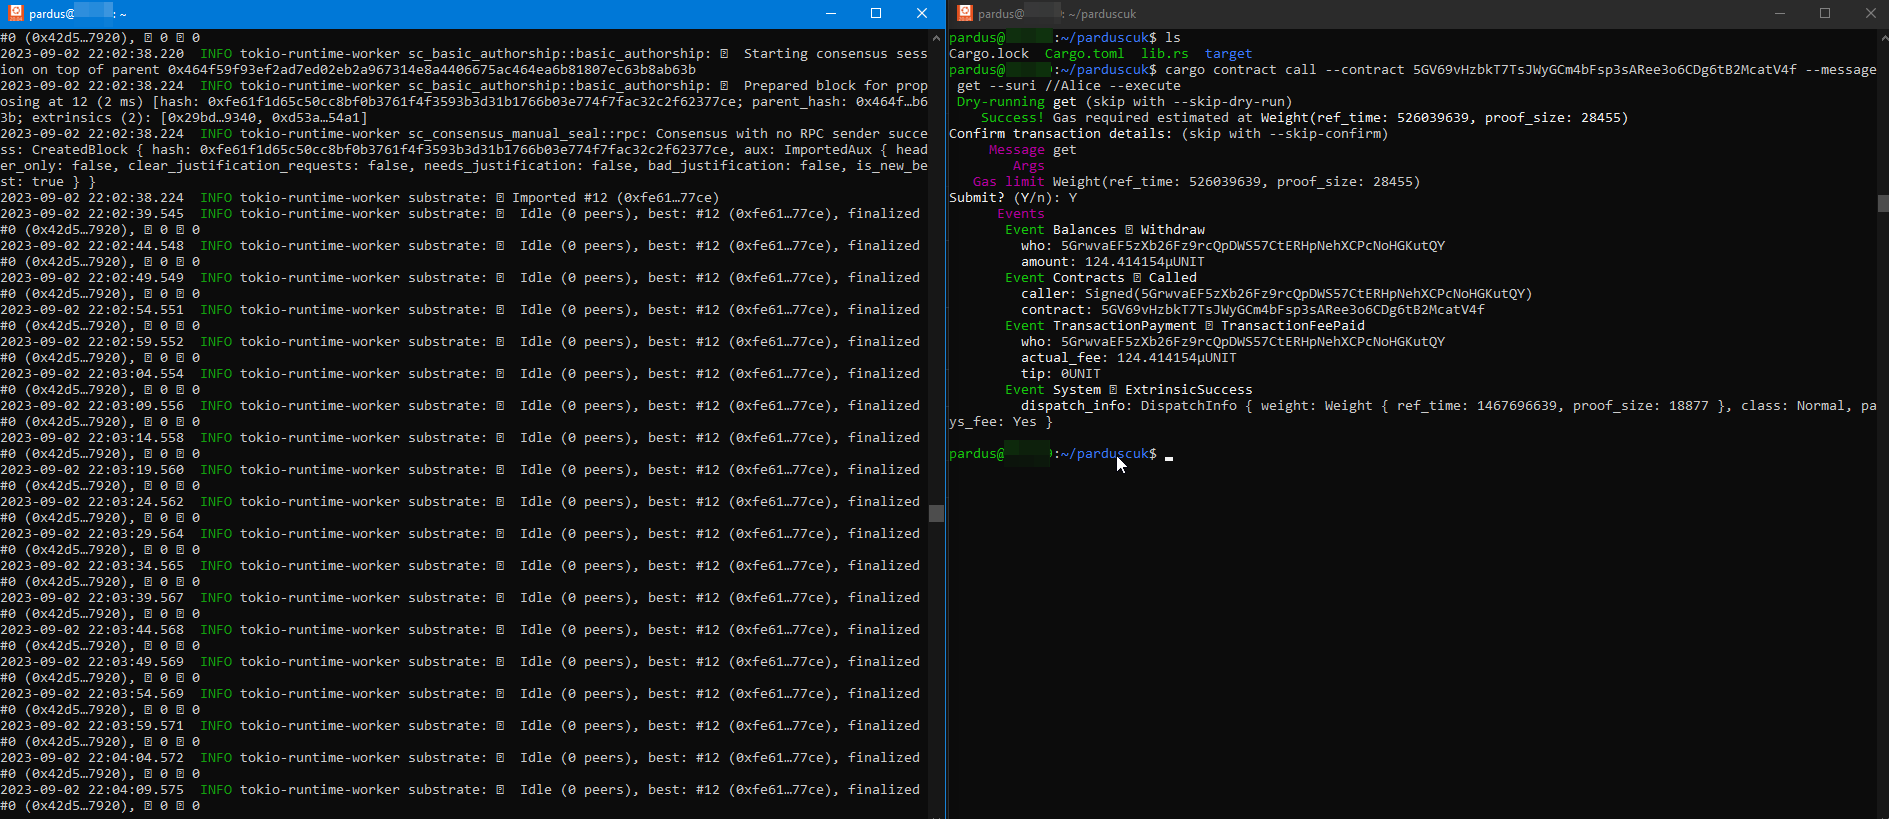 pardus@ : ~
#0 (0x42d5…7920), 0 0
2023-09-02 22:02:38.220 INFO tokio-runtime-worker sc_basic_authorship::basic_authorship: Starting consensus sess
ion on top of parent 0x464f59f93ef2ad7ed02eb2a967314e8a4406675ac464ea6b81807ec63b8ab63b
2023-09-02 22:02:38.224 INFO tokio-runtime-worker sc_basic_authorship::basic_authorship: Prepared block for prop
osing at 12 (2 ms) [hash: 0xfe61f1d65c50cc8bf0b3761f4f3593b3d31b1766b03e774f7fac32c2f62377ce; parent_hash: 0x464f…b6
3b; extrinsics (2): [0x29bd…9340, 0xd53a…54a1]
2023-09-02 22:02:38.224 INFO tokio-runtime-worker sc_consensus_manual_seal::rpc: Consensus with no RPC sender succe
ss: CreatedBlock { hash: 0xfe61f1d65c50cc8bf0b3761f4f3593b3d31b1766b03e774f7fac32c2f62377ce, aux: ImportedAux { head
er_only: false, clear_justification_requests: false, needs_justification: false, bad_justification: false, is_new_be
st: true } }
2023-09-02 22:02:38.224 INFO tokio-runtime-worker substrate: Imported #12 (0xfe61…77ce)
2023-09-02 22:02:39.545 INFO tokio-runtime-worker substrate: Idle (0 peers), best: #12 (0xfe61…77ce), finalized
#0 (0x42d5…7920), 0 0
2023-09-02 22:02:44.548 INFO tokio-runtime-worker substrate: Idle (0 peers), best: #12 (0xfe61…77ce), finalized
#0 (0x42d5…7920), 0 0
2023-09-02 22:02:49.549 INFO tokio-runtime-worker substrate: Idle (0 peers), best: #12 (0xfe61…77ce), finalized
#0 (0x42d5…7920), 0 0
2023-09-02 22:02:54.551 INFO tokio-runtime-worker substrate: Idle (0 peers), best: #12 (0xfe61…77ce), finalized
#0 (0x42d5…7920), 0 0
2023-09-02 22:02:59.552 INFO tokio-runtime-worker substrate: Idle (0 peers), best: #12 (0xfe61…77ce), finalized
#0 (0x42d5…7920), 0 0
2023-09-02 22:03:04.554 INFO tokio-runtime-worker substrate: Idle (0 peers), best: #12 (0xfe61…77ce), finalized
#0 (0x42d5…7920), 0 0
2023-09-02 22:03:09.556 INFO tokio-runtime-worker substrate: Idle (0 peers), best: #12 (0xfe61…77ce), finalized
#0 (0x42d5…7920), 0 0
2023-09-02 22:03:14.558 INFO tokio-runtime-worker substrate: Idle (0 peers), best: #12 (0xfe61…77ce), finalized
#0 (0x42d5…7920), 0 0
2023-09-02 22:03:19.560 INFO tokio-runtime-worker substrate: Idle (0 peers), best: #12 (0xfe61…77ce), finalized
#0 (0x42d5…7920), 0 0
2023-09-02 22:03:24.562 INFO tokio-runtime-worker substrate: Idle (0 peers), best: #12 (0xfe61…77ce), finalized
#0 (0x42d5…7920), 0 0
2023-09-02 22:03:29.564 INFO tokio-runtime-worker substrate: Idle (0 peers), best: #12 (0xfe61…77ce), finalized
#0 (0x42d5…7920), 0 0
2023-09-02 22:03:34.565 INFO tokio-runtime-worker substrate: Idle (0 peers), best: #12 (0xfe61…77ce), finalized
#0 (0x42d5…7920), 0 0
2023-09-02 22:03:39.567 INFO tokio-runtime-worker substrate: Idle (0 peers), best: #12 (0xfe61…77ce), finalized
#0 (0x42d5…7920), 0 0
2023-09-02 22:03:44.568 INFO tokio-runtime-worker substrate: Idle (0 peers), best: #12 (0xfe61…77ce), finalized
#0 (0x42d5…7920), 0 0
2023-09-02 22:03:49.569 INFO tokio-runtime-worker substrate: Idle (0 peers), best: #12 (0xfe61…77ce), finalized
#0 (0x42d5…7920), 0 0
2023-09-02 22:03:54.569 INFO tokio-runtime-worker substrate: Idle (0 peers), best: #12 (0xfe61…77ce), finalized
#0 (0x42d5…7920), 0 0
2023-09-02 22:03:59.571 INFO tokio-runtime-worker substrate: Idle (0 peers), best: #12 (0xfe61…77ce), finalized
#0 (0x42d5…7920), 0 0
2023-09-02 22:04:04.572 INFO tokio-runtime-worker substrate: Idle (0 peers), best: #12 (0xfe61…77ce), finalized
#0 (0x42d5…7920), 0 0
2023-09-02 22:04:09.575 INFO tokio-runtime-worker substrate: Idle (0 peers), best: #12 (0xfe61…77ce), finalized
#0 (0x42d5…7920), 0 0
pardus@ : ~/parduscuk
pardus@ :~/parduscuk$ ls
Cargo.lock Cargo.toml lib.rs target
pardus@ :~/parduscuk$ cargo contract call --contract 5GV69vHzbkT7TsJWyGCm4bFsp3sARee3o6CDg6tB2McatV4f --message
get --suri //Alice --execute
Dry-running get (skip with --skip-dry-run)
Success! Gas required estimated at Weight(ref_time: 526039639, proof_size: 28455)
Confirm transaction details: (skip with --skip-confirm)
Message get
Args
Gas limit Weight(ref_time: 526039639, proof_size: 28455)
Submit? (Y/n): Y
Events
Event Balances Withdraw
who: 5GrwvaEF5zXb26Fz9rcQpDWS57CtERHpNehXCPcNoHGKutQY
amount: 124.414154µUNIT
Event Contracts Called
caller: Signed(5GrwvaEF5zXb26Fz9rcQpDWS57CtERHpNehXCPcNoHGKutQY)
contract: 5GV69vHzbkT7TsJWyGCm4bFsp3sARee3o6CDg6tB2McatV4f
Event TransactionPayment TransactionFeePaid
who: 5GrwvaEF5zXb26Fz9rcQpDWS57CtERHpNehXCPcNoHGKutQY
actual_fee: 124.414154µUNIT
tip: 0UNIT
Event System ExtrinsicSuccess
dispatch_info: DispatchInfo { weight: Weight { ref_time: 1467696639, proof_size: 18877 }, class: Normal, pa
ys_fee: Yes }
pardus@ :~/parduscuk$